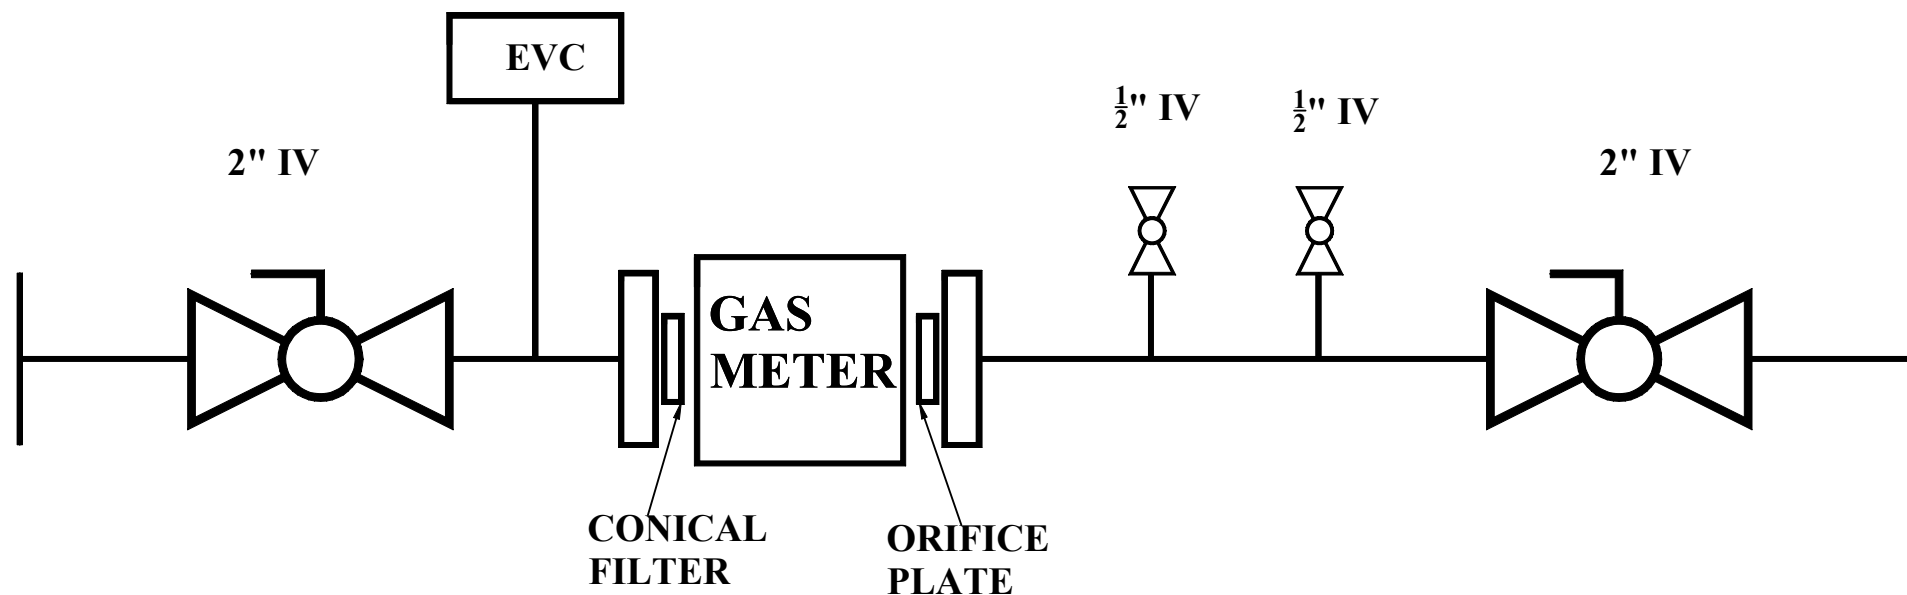 EVC
½" IV
½" IV
2" IV
2" IV
GAS
METER
CONICAL
FILTER
ORIFICE
PLATE